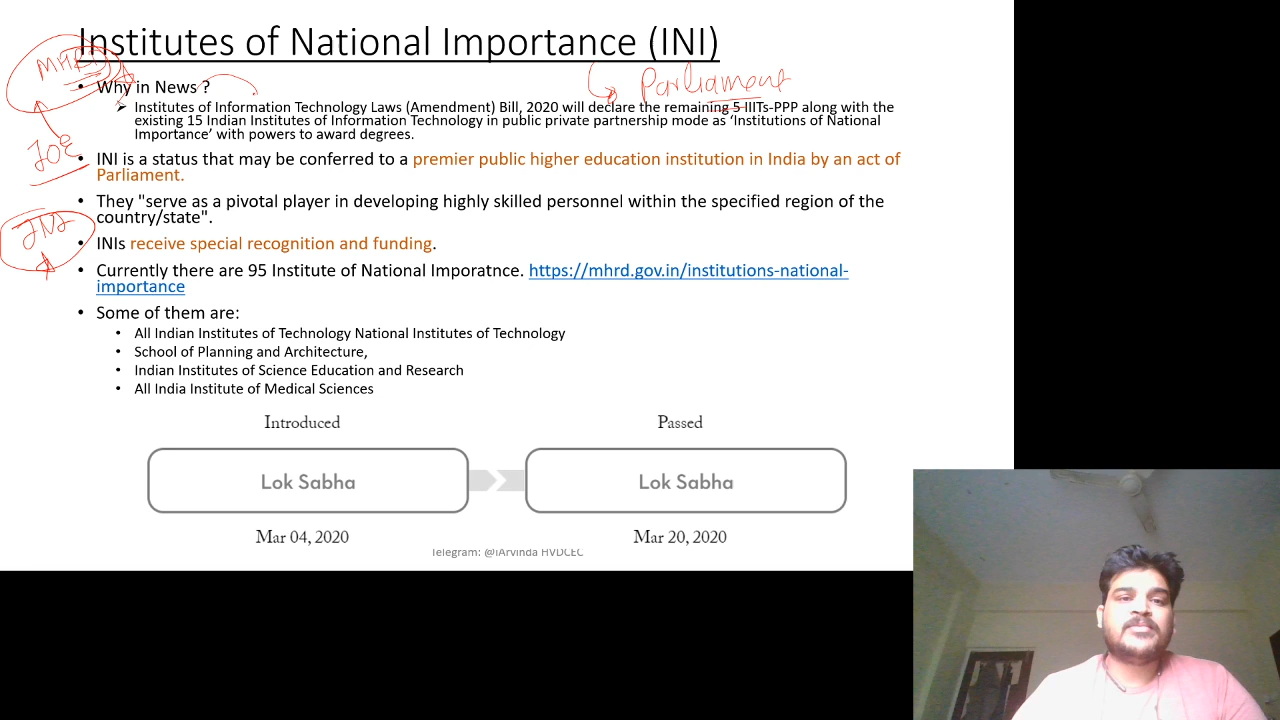 Institutes of National Importance (INI)
MHRD
Parliament
• Why in News ?
➤ Institutes of Information Technology Laws (Amendment) Bill, 2020 will declare the remaining 5 IIITs-PPP along with the
existing 15 Indian Institutes of Information Technology in public private partnership mode as ‘Institutions of National
Importance’ with powers to award degrees.
IOE
• INI is a status that may be conferred to a premier public higher education institution in India by an act of
Parliament.
• They "serve as a pivotal player in developing highly skilled personnel within the specified region of the
country/state".
INI
• INIs receive special recognition and funding.
• Currently there are 95 Institute of National Imporatnce. https://mhrd.gov.in/institutions-national-
importance
• Some of them are:
• All Indian Institutes of Technology National Institutes of Technology
• School of Planning and Architecture,
• Indian Institutes of Science Education and Research
• All India Institute of Medical Sciences
Introduced
Passed
Lok Sabha
Lok Sabha
Mar 04, 2020
Mar 20, 2020
Telegram: @iArvinda HVDCEC